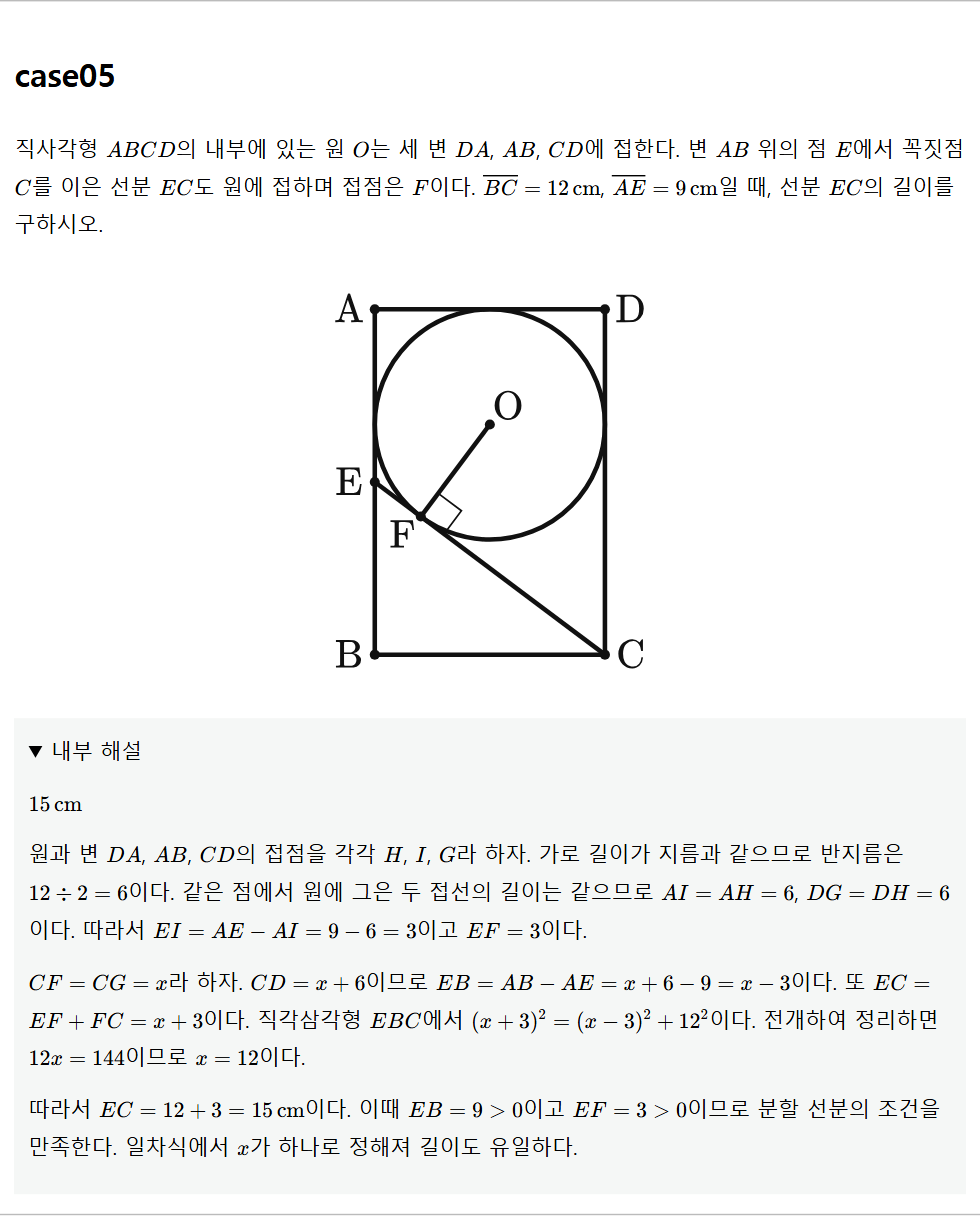 case05
직사각형 ABCD의 내부에 있는 원 O는 세 변 DA, AB, CD에 접한다. 변 AB 위의 점 E에서 꼭짓점
C를 이은 선분 EC도 원에 접하며 접점은 F이다. \overline{BC} = 12 cm, \overline{AE} = 9 cm일 때, 선분 EC의 길이를
구하시오.
A
D
O
E
F
B
C
▼ 내부 해설
15 cm
원과 변 DA, AB, CD의 접점을 각각 H, I, G라 하자. 가로 길이가 지름과 같으므로 반지름은
12 ÷ 2 = 6이다. 같은 점에서 원에 그은 두 접선의 길이는 같으므로 AI = AH = 6, DG = DH = 6
이다. 따라서 EI = AE − AI = 9 − 6 = 3이고 EF = 3이다.
CF = CG = x라 하자. CD = x + 6이므로 EB = AB − AE = x + 6 − 9 = x − 3이다. 또 EC =
EF + FC = x + 3이다. 직각삼각형 EBC에서 (x + 3)² = (x − 3)² + 12²이다. 전개하여 정리하면
12x = 144이므로 x = 12이다.
따라서 EC = 12 + 3 = 15 cm이다. 이때 EB = 9 > 0이고 EF = 3 > 0이므로 분할 선분의 조건을
만족한다. 일차식에서 x가 하나로 정해져 길이도 유일하다.